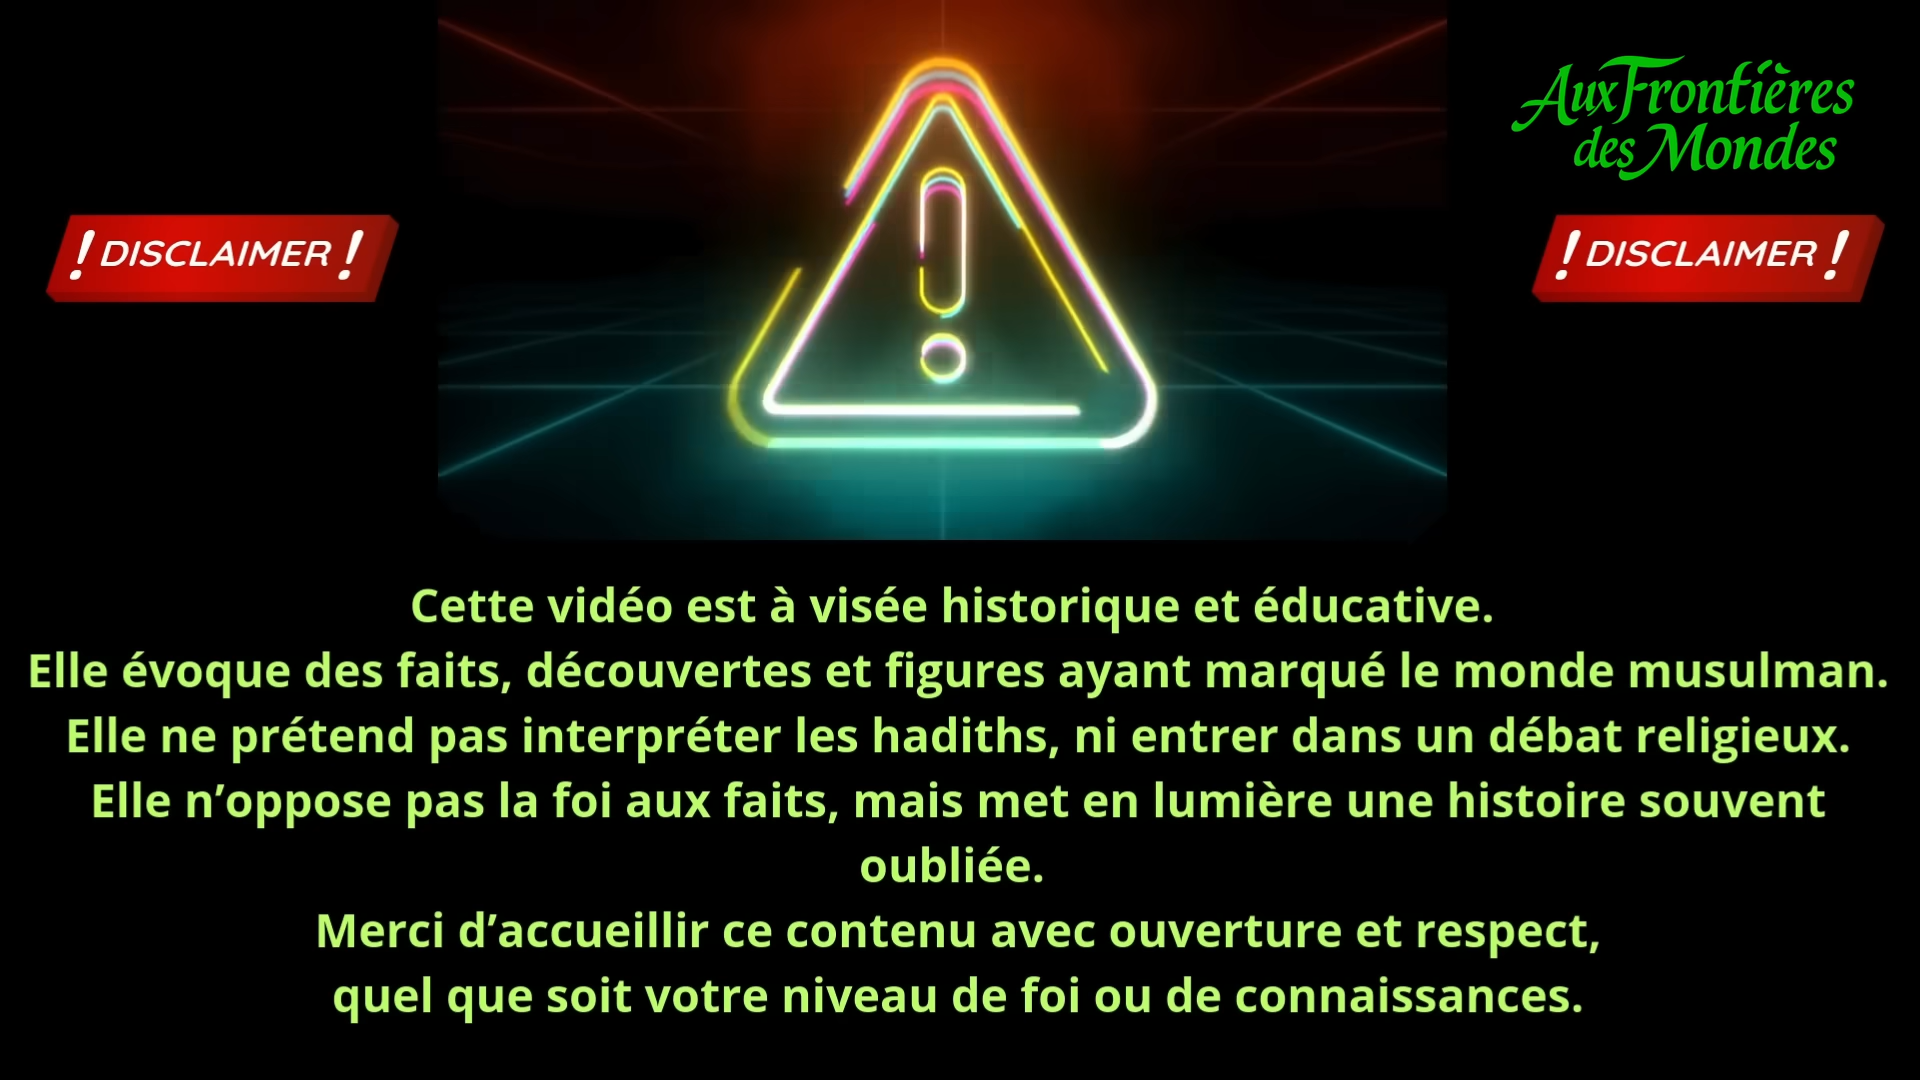 Aux Frontières
des Mondes
! DISCLAIMER !
! DISCLAIMER !
Cette vidéo est à visée historique et éducative.
Elle évoque des faits, découvertes et figures ayant marqué le monde musulman.
Elle ne prétend pas interpréter les hadiths, ni entrer dans un débat religieux.
Elle n’oppose pas la foi aux faits, mais met en lumière une histoire souvent
oubliée.
Merci d’accueillir ce contenu avec ouverture et respect,
quel que soit votre niveau de foi ou de connaissances.